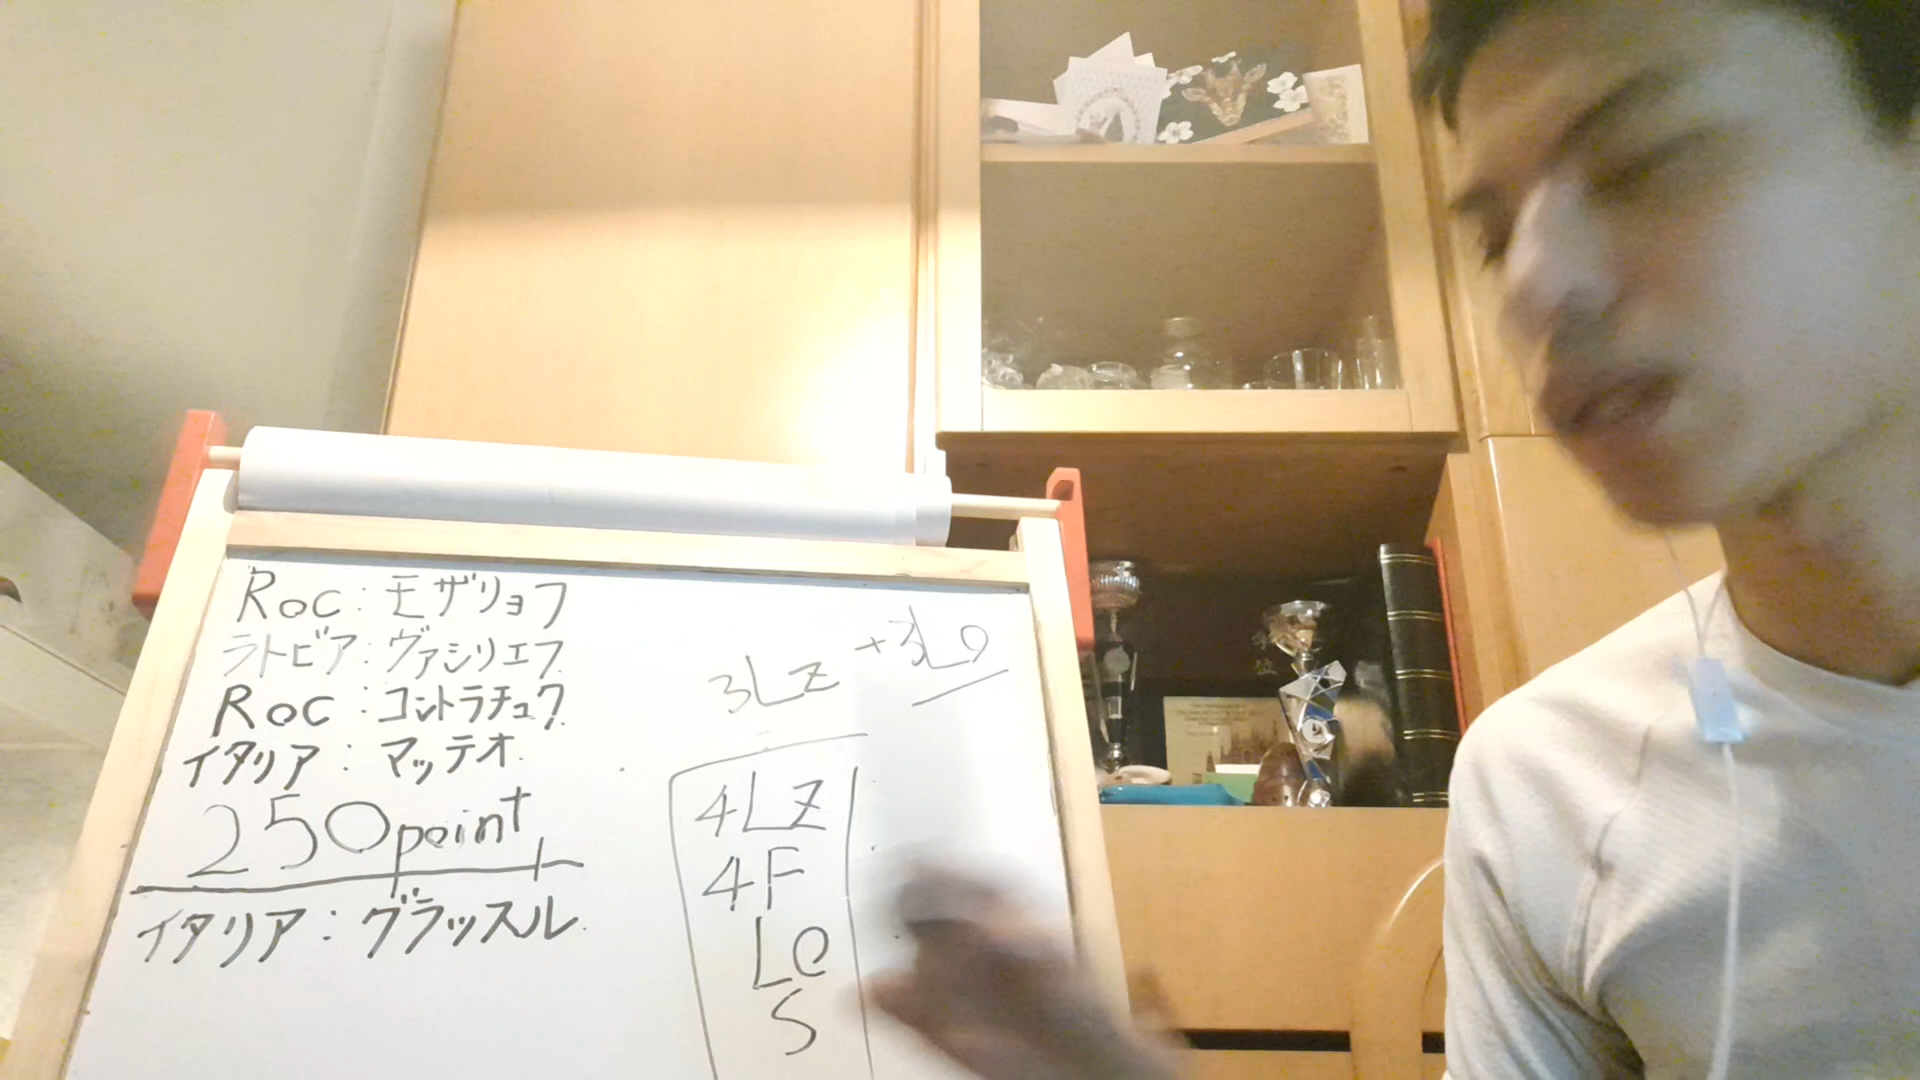 Roc:モザリョフ
ラトビア:ヴァシリエフ
Roc:コントラチュク
イタリア:マッテオ.
250point
イタリア:グラッスル.
3Lz +3Lo
4Lz
4F
Lo
S